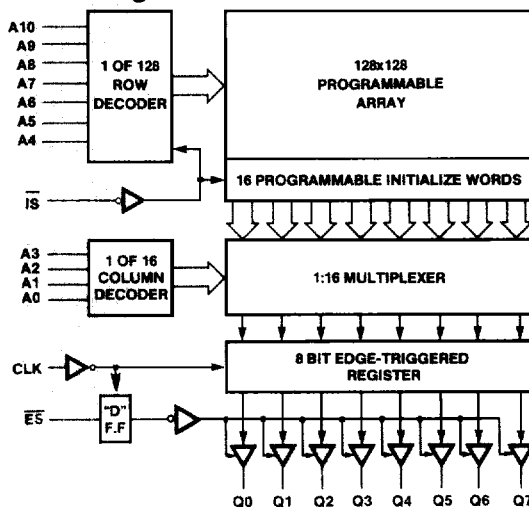 A10
A9
A8
A7
A6
A5
A4
1 OF 128
ROW
DECODER
128x128
PROGRAMMABLE
ARRAY
16 PROGRAMMABLE INITIALIZE WORDS
IS
A3
A2
A1
A0
1 OF 16
COLUMN
DECODER
1:16 MULTIPLEXER
CLK
8 BIT EDGE-TRIGGERED
REGISTER
ES
"D"
F.F
Q0 Q1 Q2 Q3 Q4 Q5 Q6 Q7